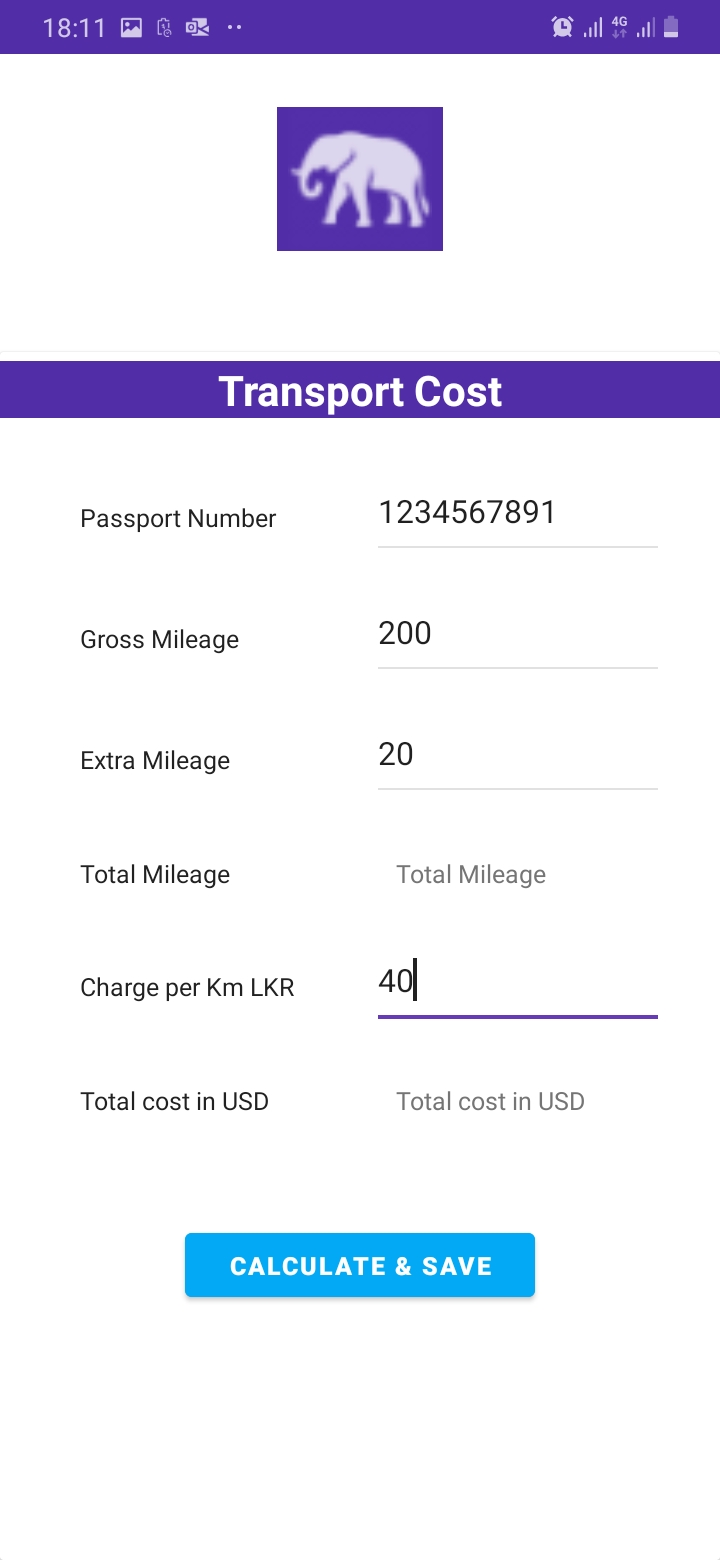 18:11
4G
Transport Cost
Passport Number 1234567891
Gross Mileage 200
Extra Mileage 20
Total Mileage Total Mileage
Charge per Km LKR 40
Total cost in USD Total cost in USD
CALCULATE & SAVE